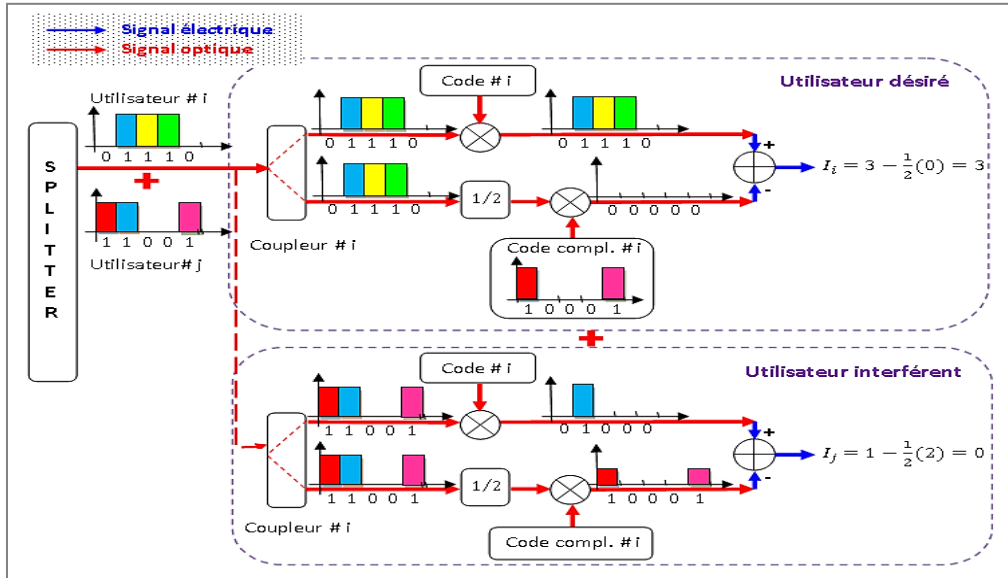 Signal électrique
Signal optique
SPLITTER
Utilisateur # i
0 1 1 1 0
1 1 0 0 1
Utilisateur# j
Utilisateur désiré
Code # i
0 1 1 1 0
0 1 1 1 0
+
I_i = 3 − 1/2(0) = 3
-
0 1 1 1 0
1/2
0 0 0 0 0
Coupleur # i
Code compl. # i
1 0 0 0 1
Utilisateur interférent
Code # i
1 1 0 0 1
0 1 0 0 0
+
I_j = 1 − 1/2(2) = 0
-
1 1 0 0 1
1/2
1 0 0 0 1
Coupleur # i
Code compl. # i